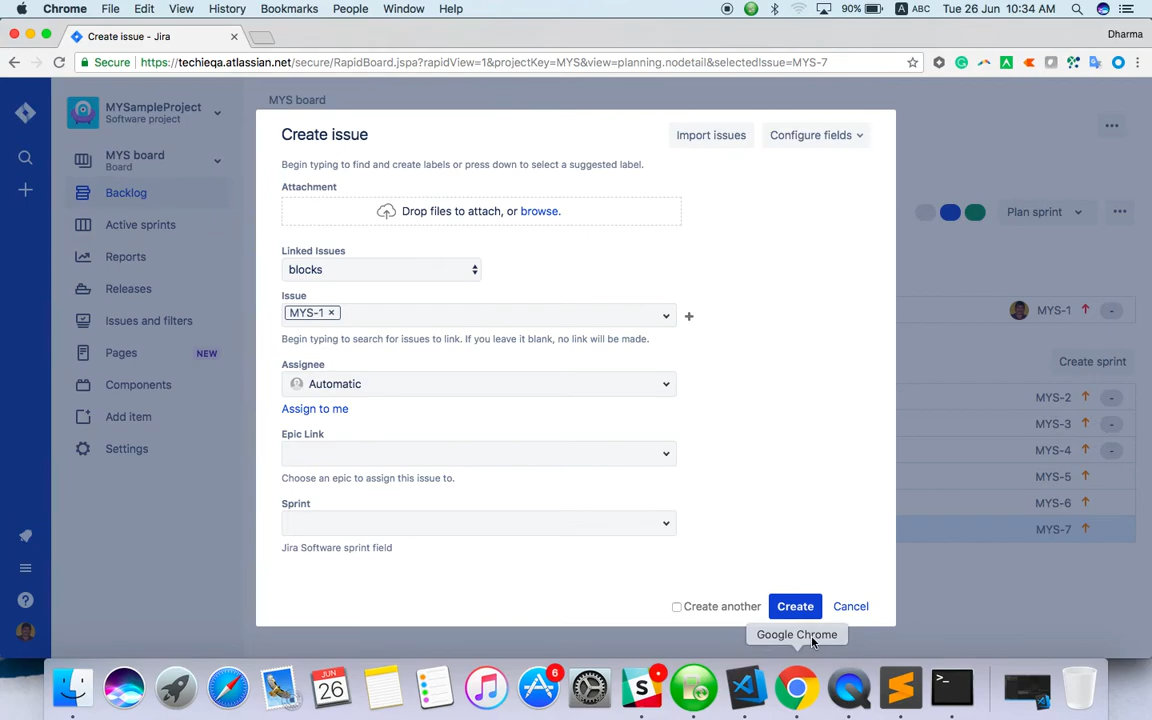 Chrome File Edit View History Bookmarks People Window Help 90% A ABC Tue 26 Jun 10:34 AM
Create issue - Jira × Dharma
Secure https://techieqa.atlassian.net/secure/RapidBoard.jspa?rapidView=1&projectKey=MYS&view=planning.nodetail&selectedIssue=MYS-7
MYSampleProject
Software project
MYS board
Board
Backlog
Active sprints
Reports
Releases
Issues and filters
Pages NEW
Components
Add item
Settings
MYS board
Create issue Import issues Configure fields
Begin typing to find and create labels or press down to select a suggested label.
Attachment
Drop files to attach, or browse.
Linked Issues
blocks
Issue
MYS-1 ×
Begin typing to search for issues to link. If you leave it blank, no link will be made.
Assignee
Automatic
Assign to me
Epic Link
Choose an epic to assign this issue to.
Sprint
Jira Software sprint field
Create another Create Cancel
Plan sprint
MYS-1 -
Create sprint
MYS-2 -
MYS-3 -
MYS-4 -
MYS-5
MYS-6
MYS-7
Google Chrome
JUN
26
6
>_